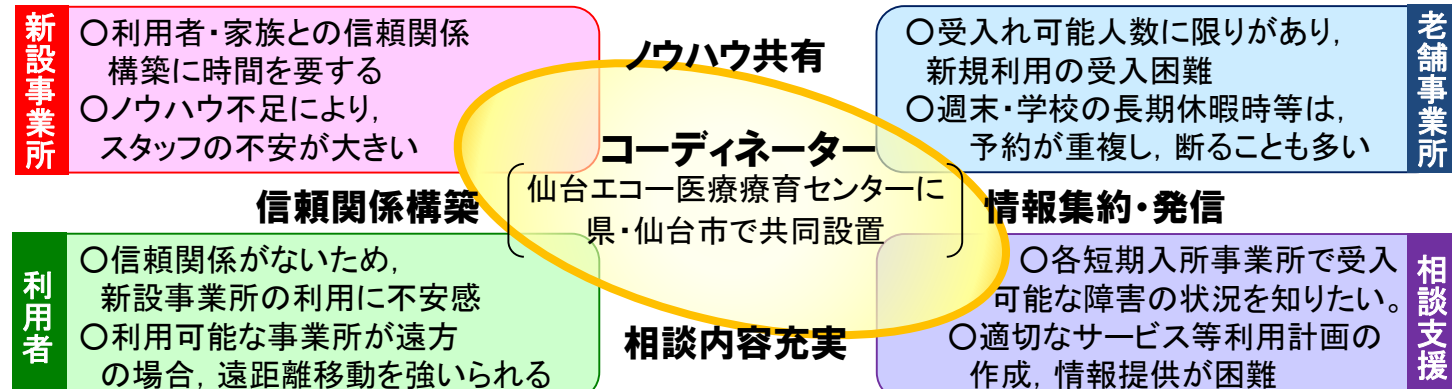 新設事業所
〇利用者・家族との信頼関係
構築に時間を要する
〇ノウハウ不足により，
スタッフの不安が大きい
ノウハウ共有
〇受入れ可能人数に限りがあり，
新規利用の受入困難
〇週末・学校の長期休暇時等は，
予約が重複し，断ることも多い
老舗事業所
コーディネーター
仙台エコー医療療育センターに
県・仙台市で共同設置
信頼関係構築
情報集約・発信
利用者
〇信頼関係がないため，
新設事業所の利用に不安感
〇利用可能な事業所が遠方
の場合，遠距離移動を強いられる
相談内容充実
〇各短期入所事業所で受入
可能な障害の状況を知りたい。
〇適切なサービス等利用計画の
作成，情報提供が困難
相談支援